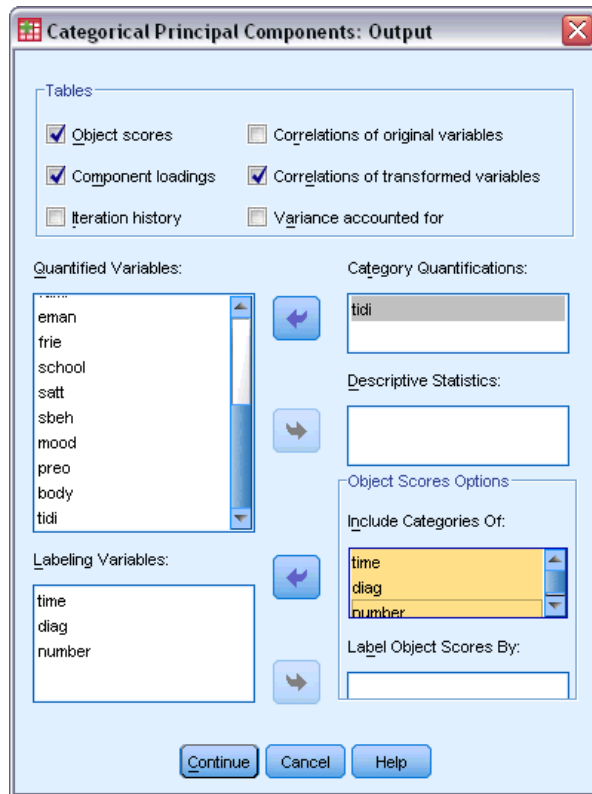 Categorical Principal Components: Output
Tables
Object scores
Correlations of original variables
Component loadings
Correlations of transformed variables
Iteration history
Variance accounted for
Quantified Variables:
eman
frie
school
satt
sbeh
mood
preo
body
tidi
Category Quantifications:
tidi
Descriptive Statistics:
Object Scores Options
Include Categories Of:
time
diag
number
Labeling Variables:
time
diag
number
Label Object Scores By:
Continue
Cancel
Help